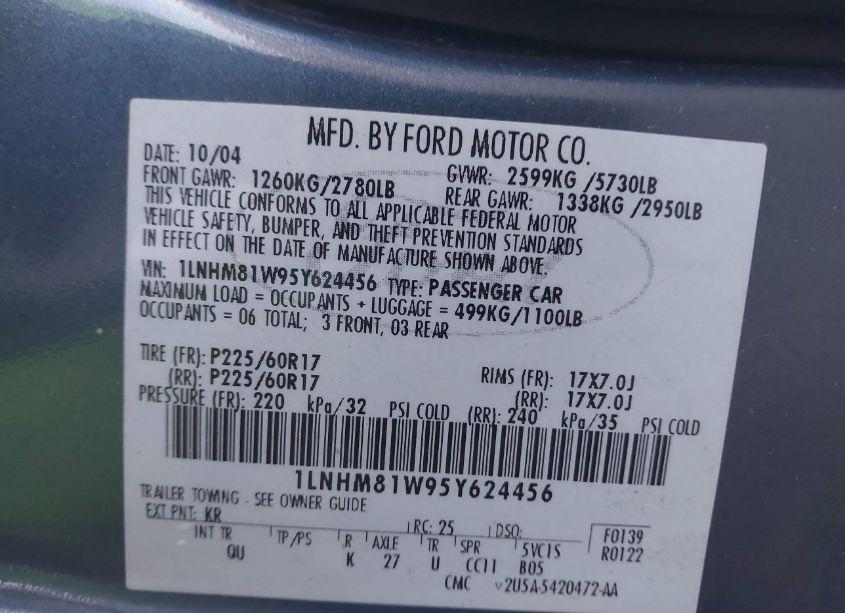 MFD. BY FORD MOTOR CO.
DATE: 10/04 GVWR: 2599KG /5730LB
FRONT GAWR: 1260KG/2780LB REAR GAWR: 1338KG /2950LB
THIS VEHICLE CONFORMS TO ALL APPLICABLE FEDERAL MOTOR
VEHICLE SAFETY, BUMPER, AND THEFT PREVENTION STANDARDS
IN EFFECT ON THE DATE OF MANUFACTURE SHOWN ABOVE.
VIN: 1LNHM81W95Y624456 TYPE: PASSENGER CAR
MAXIMUM LOAD = OCCUPANTS + LUGGAGE = 499KG/1100LB
OCCUPANTS = 06 TOTAL; 3 FRONT, 03 REAR
TIRE (FR): P225/60R17 RIMS (FR): 17X7.0J
(RR): P225/60R17 (RR): 17X7.0J
PRESSURE (FR): 220 kPa/32 PSI COLD (RR): 240 kPa/35 PSI COLD
1LNHM81W95Y624456
TRAILER TOWING - SEE OWNER GUIDE
EXT PNT: KR RC: 25 DSO: F0139
INT TR TP/PS R AXLE TR SPR SVCIS R0122
QU K 27 U CC11 B05
CMC ▽2U5A-5420472-AA